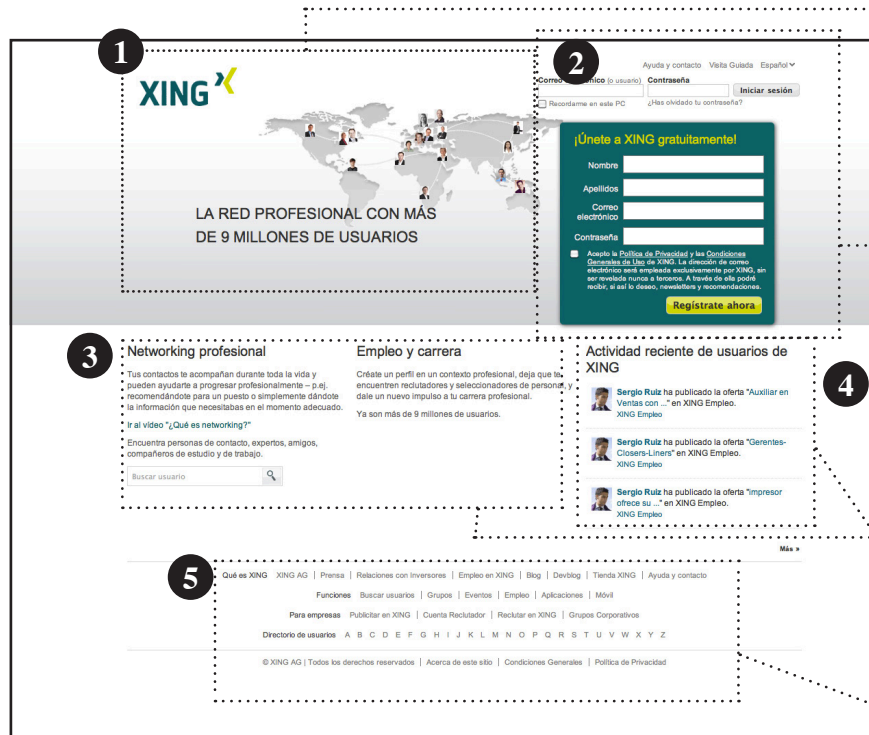 1
XING
LA RED PROFESIONAL CON MÁS
DE 9 MILLONES DE USUARIOS
2
Ayuda y contacto Visita Guiada Español
(o usuario) Contraseña
Iniciar sesión
Recordarme en este PC ¿Has olvidado tu contraseña?
¡Únete a XING gratuitamente!
Nombre
Apellidos
Correo
electrónico
Contraseña
Acepto la Política de Privacidad y las Condiciones
Generales de Uso de XING. La dirección de correo
electrónico será empleada exclusivamente por XING, sin
ser revelada nunca a terceros. A través de ella podré
recibir, si así lo deseo, newsletters y recomendaciones.
Regístrate ahora
3
Networking profesional
Tus contactos te acompañan durante toda la vida y
pueden ayudarte a progresar profesionalmente – p.ej.
recomendándote para un puesto o simplemente dándote
la información que necesitabas en el momento adecuado.
Ir al vídeo "¿Qué es networking?"
Encuentra personas de contacto, expertos, amigos,
compañeros de estudio y de trabajo.
Buscar usuario
Empleo y carrera
Créate un perfil en un contexto profesional, deja que te
encuentren reclutadores y seleccionadores de personal, y
dale un nuevo impulso a tu carrera profesional.
Ya son más de 9 millones de usuarios.
Actividad reciente de usuarios de
XING
4
Sergio Ruiz ha publicado la oferta "Auxiliar en
Ventas con ..." en XING Empleo.
XING Empleo
Sergio Ruiz ha publicado la oferta "Gerentes-
Closers-Liners" en XING Empleo.
XING Empleo
Sergio Ruiz ha publicado la oferta "impresor
ofrece su ..." en XING Empleo.
XING Empleo
Más »
5
Qué es XING XING AG | Prensa | Relaciones con Inversores | Empleo en XING | Blog | Devblog | Tienda XING | Ayuda y contacto
Funciones Buscar usuarios | Grupos | Eventos | Empleo | Aplicaciones | Móvil
Para empresas Publicitar en XING | Cuenta Reclutador | Reclutar en XING | Grupos Corporativos
Directorio de usuarios A B C D E F G H I J K L M N O P Q R S T U V W X Y Z
© XING AG | Todos los derechos reservados | Acerca de este sitio | Condiciones Generales | Política de Privacidad